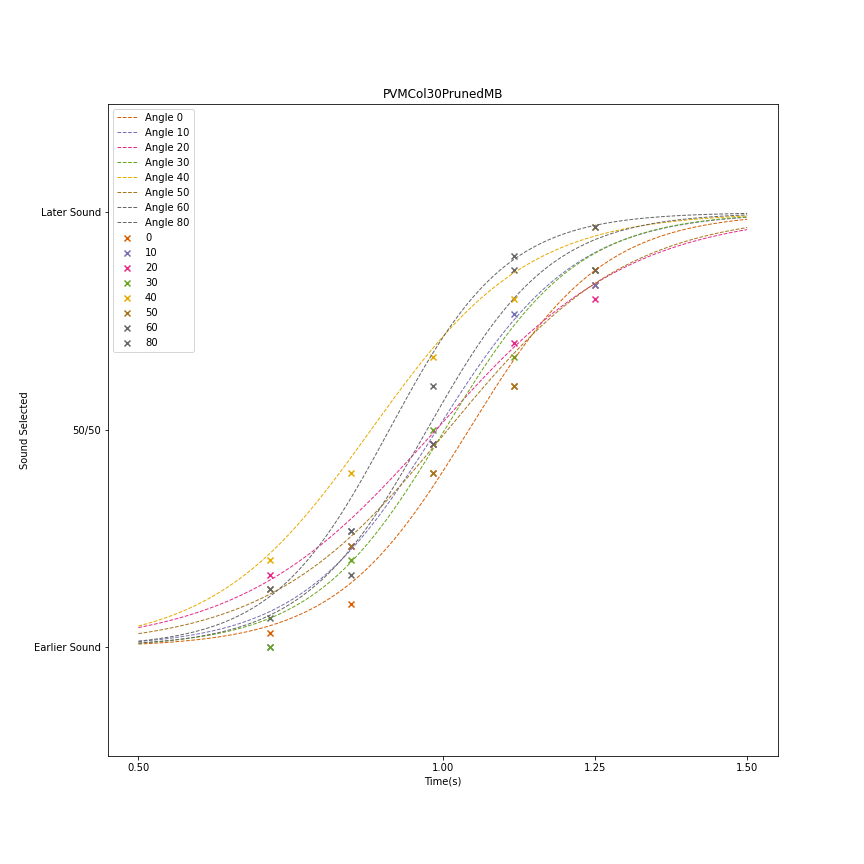 PVMCol30PrunedMB
Angle 0
Angle 10
Angle 20
Angle 30
Angle 40
Angle 50
Angle 60
Angle 80
0
10
20
30
40
50
60
80
Later Sound
50/50
Earlier Sound
Sound Selected
0.50
1.00
1.25
1.50
Time(s)